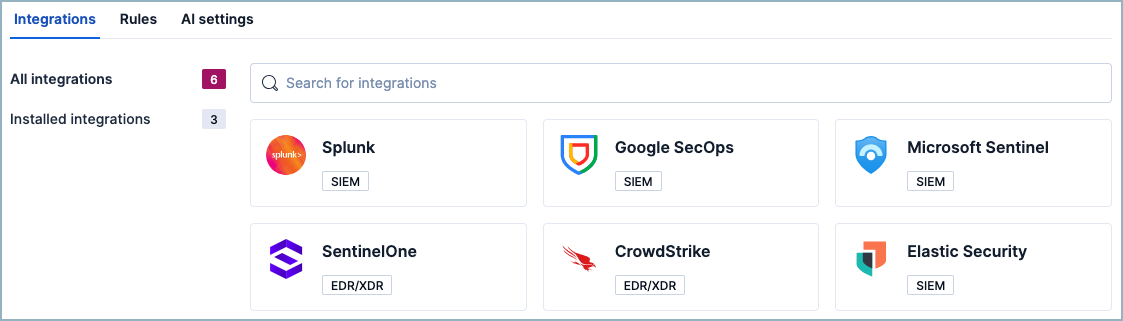 Integrations Rules AI settings
All integrations 6
Installed integrations 3
Search for integrations
splunk> Splunk
SIEM
Google SecOps
SIEM
Microsoft Sentinel
SIEM
SentinelOne
EDR/XDR
CrowdStrike
EDR/XDR
Elastic Security
SIEM